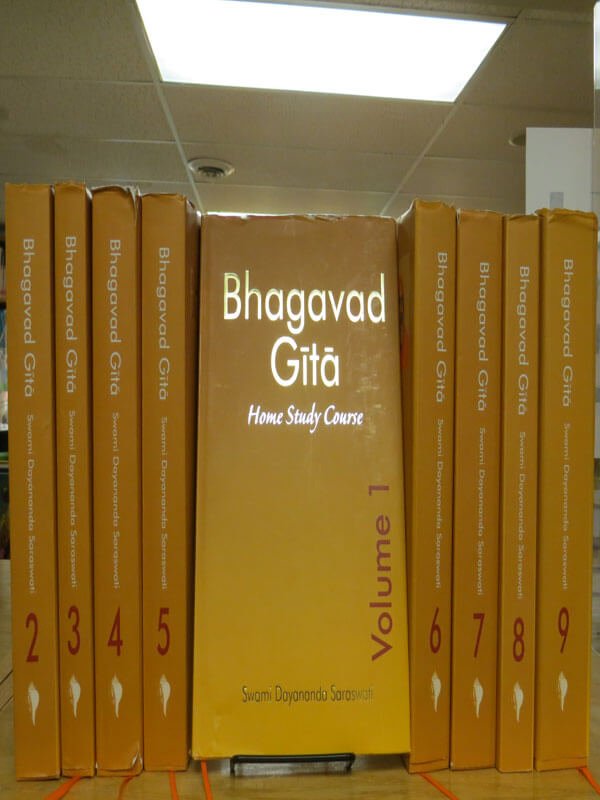 Bhagavad Gītā Swami Dayananda Saraswati 2
Bhagavad Gītā Swami Dayananda Saraswati 3
Bhagavad Gītā Swami Dayananda Saraswati 4
Bhagavad Gītā Swami Dayananda Saraswati 5
Bhagavad
Gītā
Home Study Course
Volume 1
Swami Dayananda Saraswati
Bhagavad Gītā Swami Dayananda Saraswati 6
Bhagavad Gītā Swami Dayananda Saraswati 7
Bhagavad Gītā Swami Dayananda Saraswati 8
Bhagavad Gītā Swami Dayananda Saraswati 9